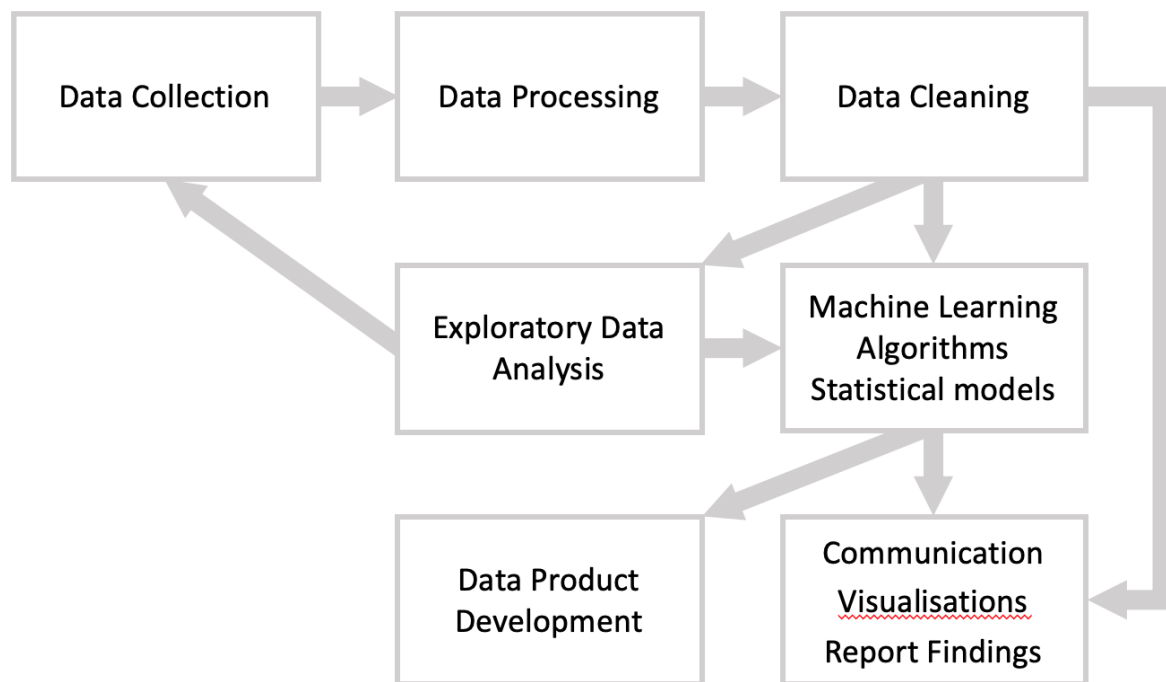 Data Collection
Data Processing
Data Cleaning
Exploratory Data
Analysis
Machine Learning
Algorithms
Statistical models
Data Product
Development
Communication
Visualisations
Report Findings